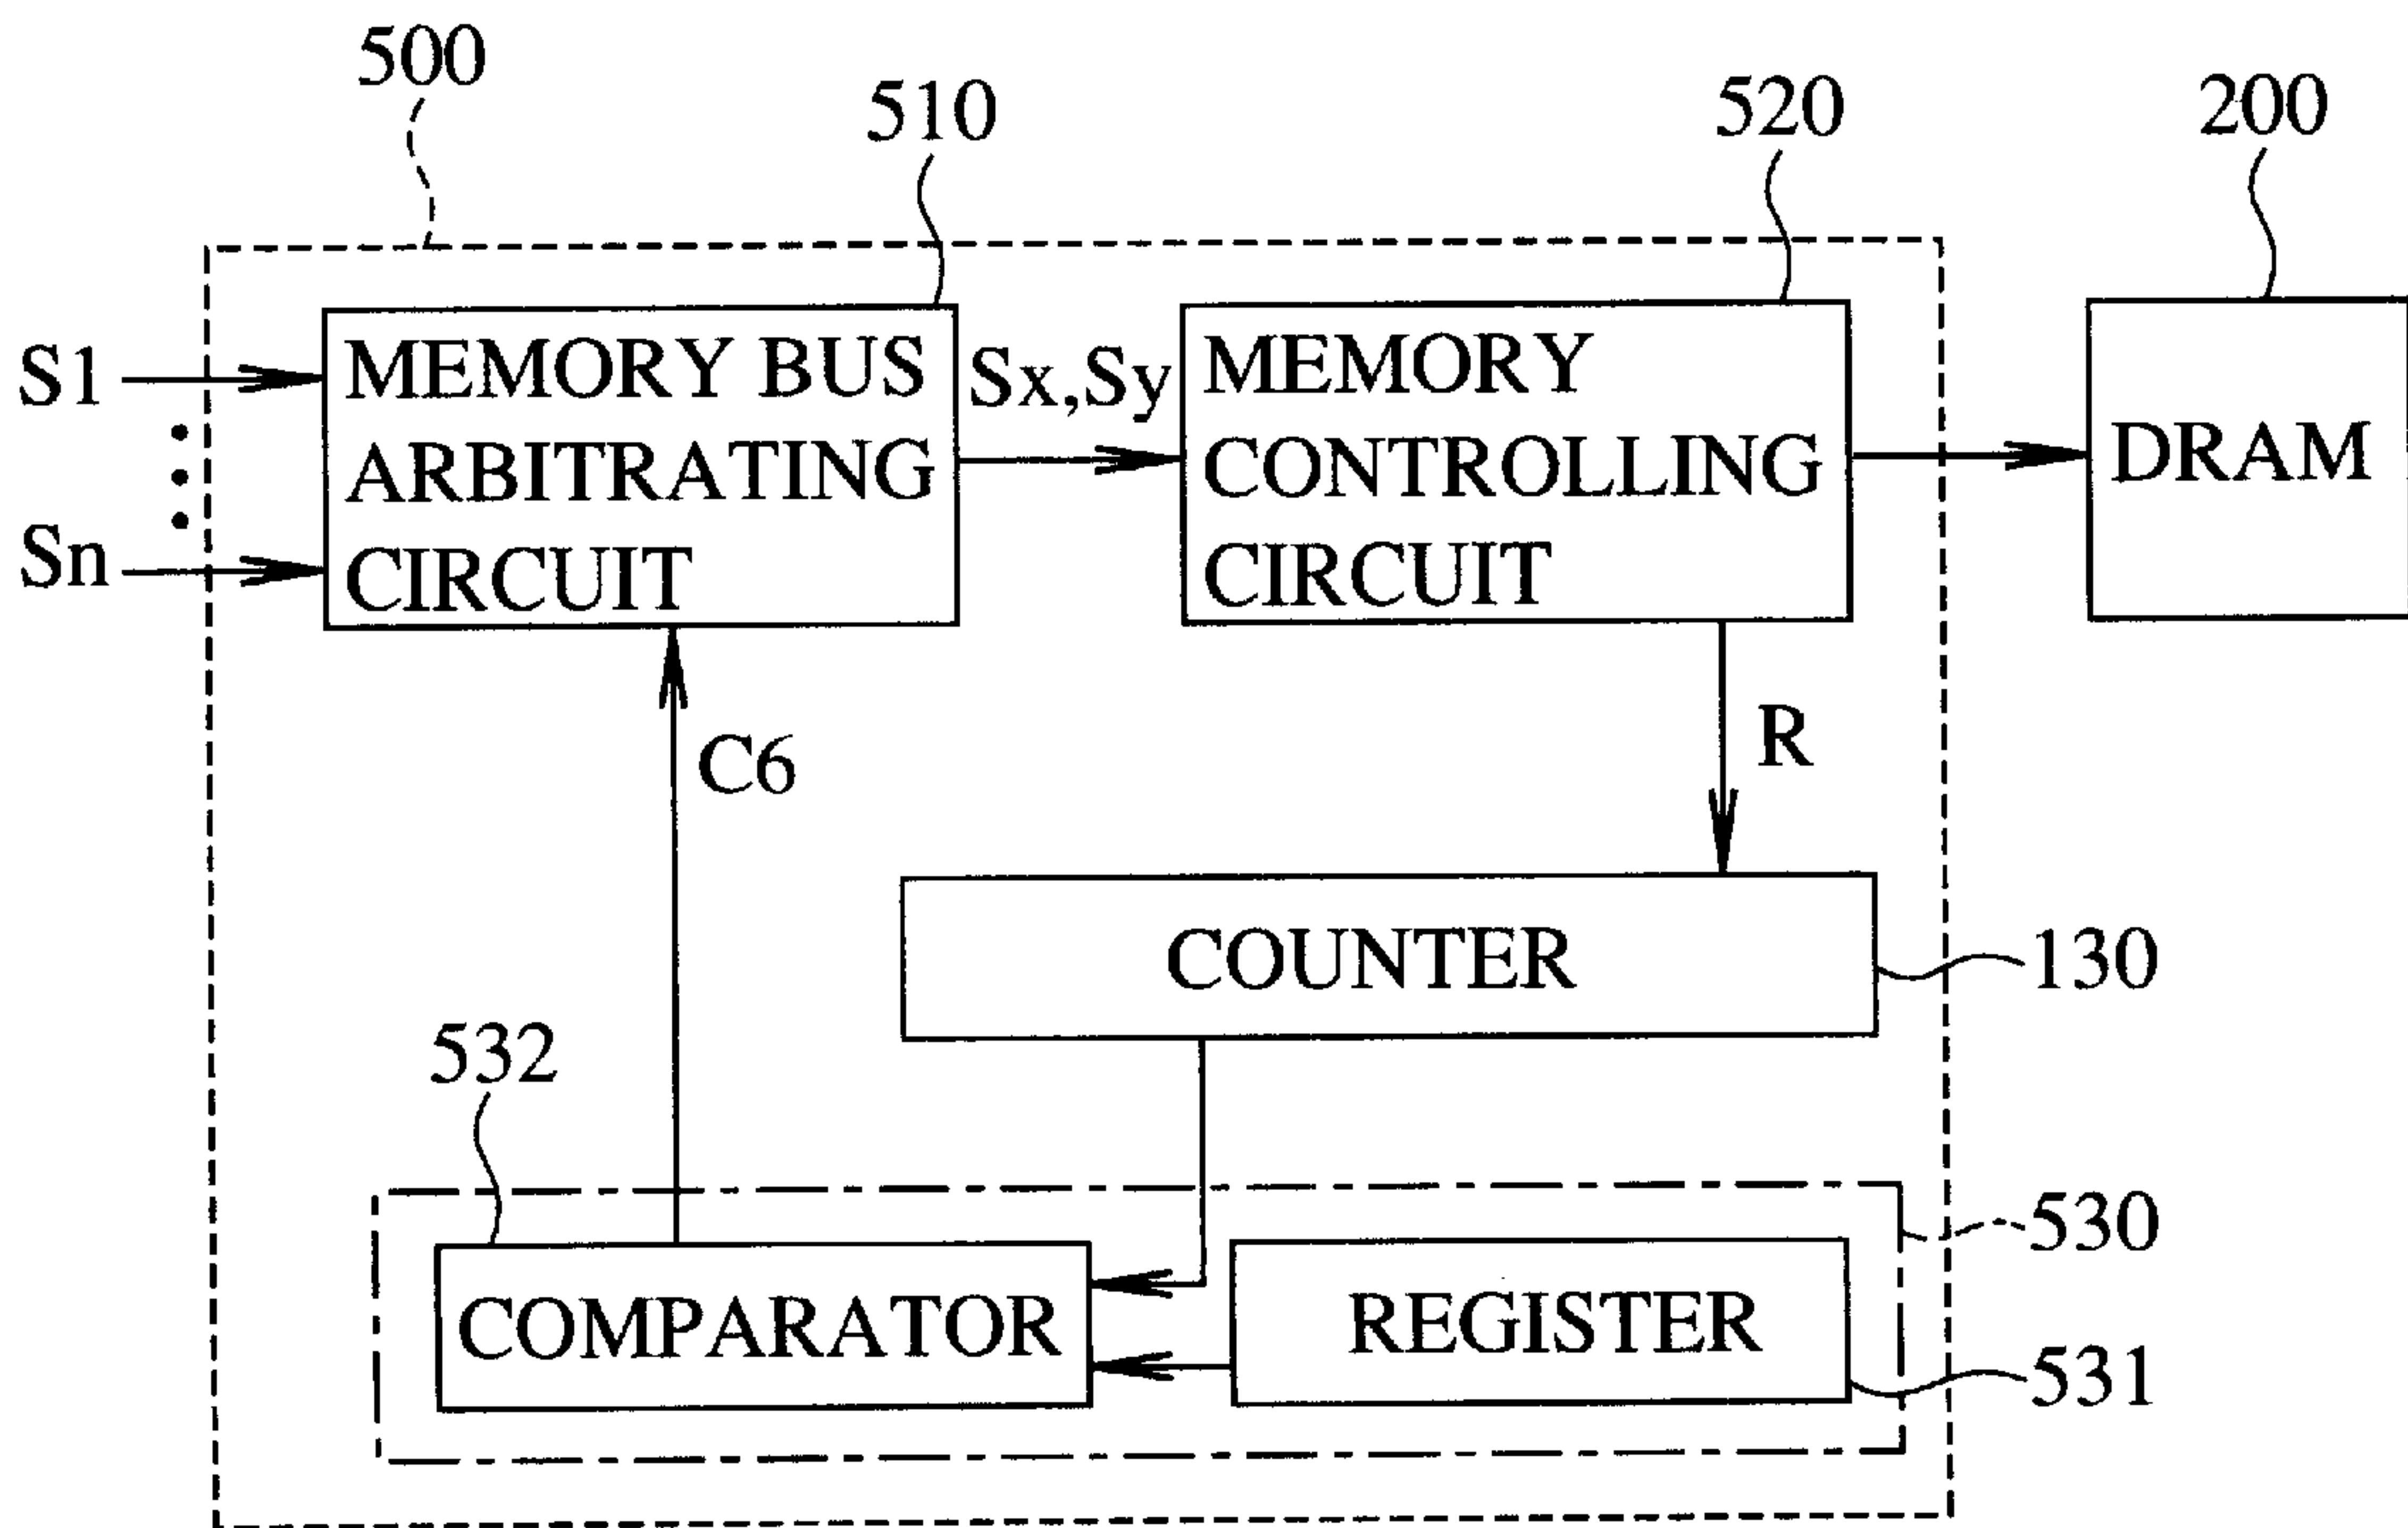 500
510
520
200
S1
Sn
MEMORY BUS
ARBITRATING
CIRCUIT
Sx,Sy
MEMORY
CONTROLLING
CIRCUIT
DRAM
C6
R
COUNTER
130
532
530
COMPARATOR
REGISTER
531